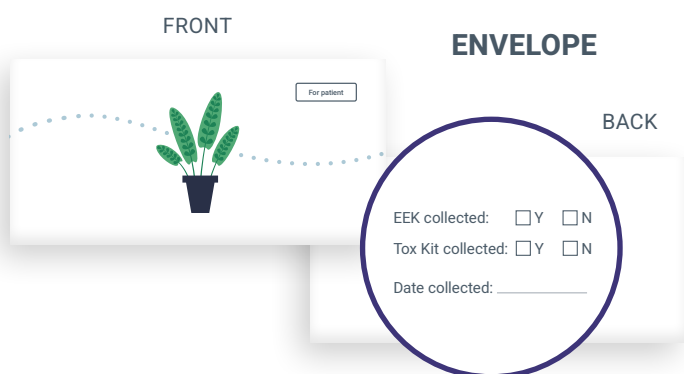 FRONT
ENVELOPE
For patient
BACK
EEK collected: Y N
Tox Kit collected: Y N
Date collected: